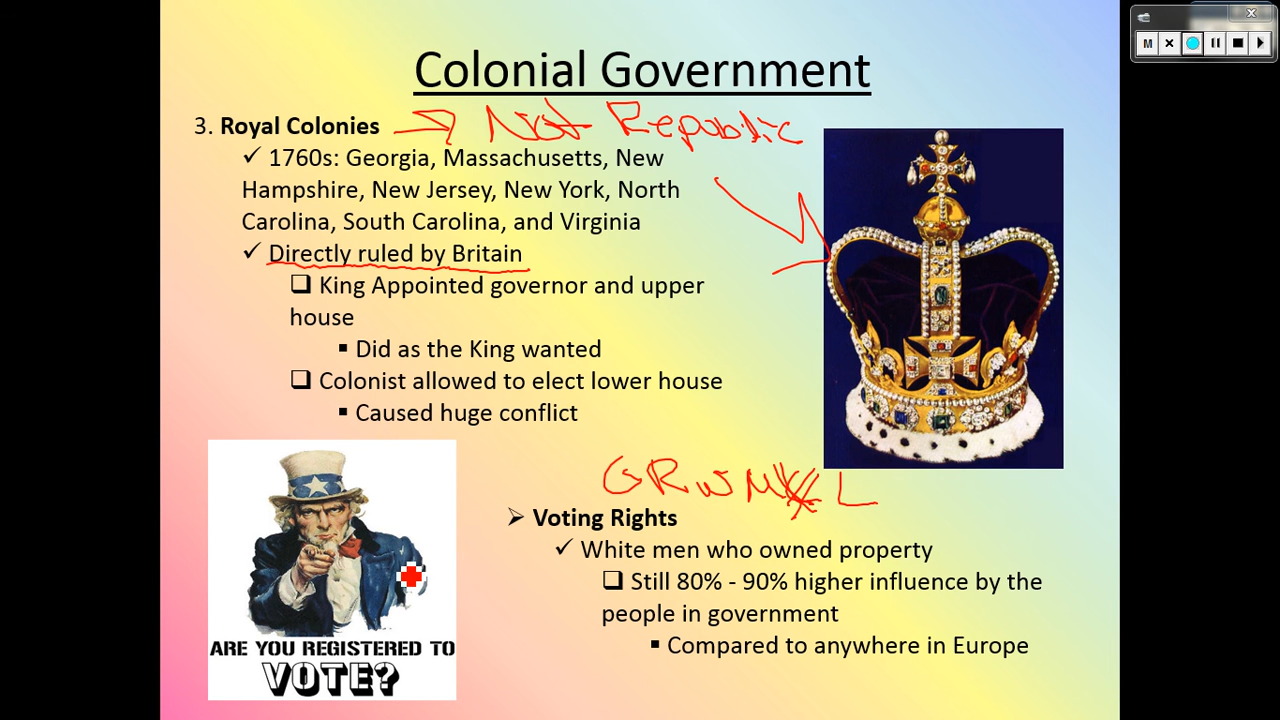 Colonial Government
3. Royal Colonies → Not Republic
✓ 1760s: Georgia, Massachusetts, New
Hampshire, New Jersey, New York, North
Carolina, South Carolina, and Virginia
✓ Directly ruled by Britain
❑ King Appointed governor and upper
house
▪ Did as the King wanted
❑ Colonist allowed to elect lower house
▪ Caused huge conflict
GRWM L
➢ Voting Rights
✓ White men who owned property
❑ Still 80% - 90% higher influence by the
people in government
▪ Compared to anywhere in Europe
ARE YOU REGISTERED TO
VOTE?
M